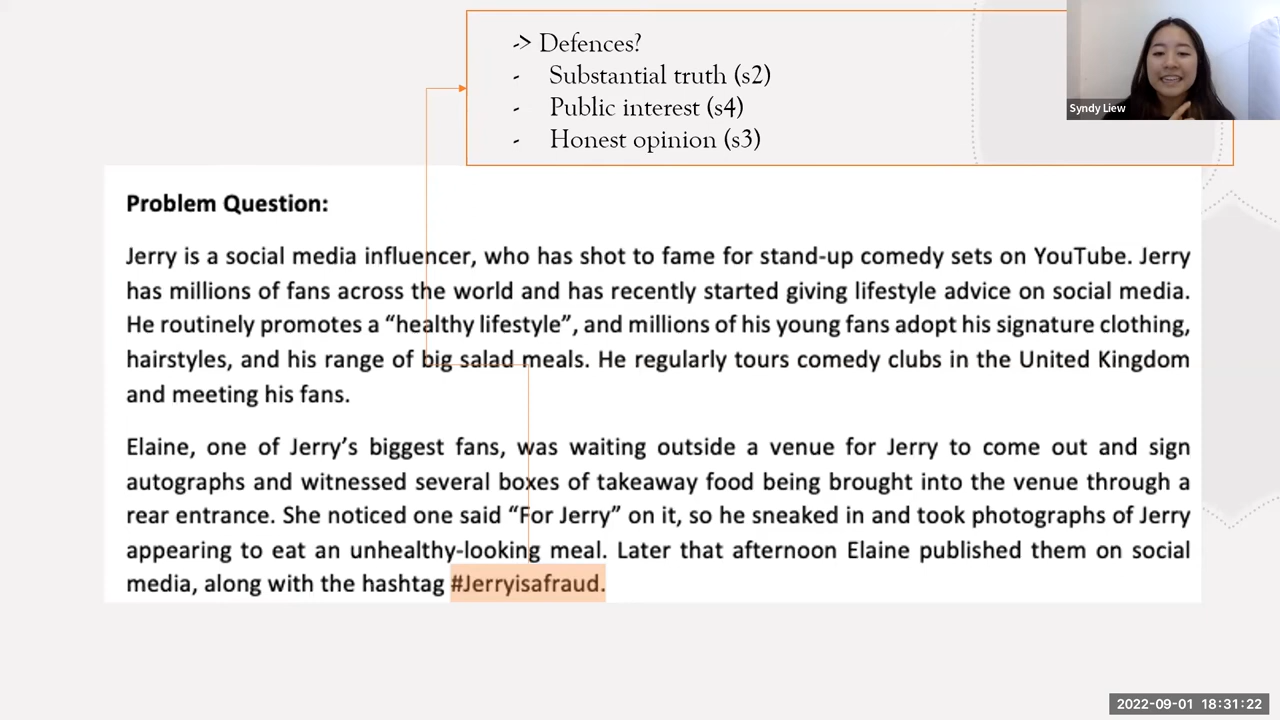 -> Defences?
- Substantial truth (s2)
- Public interest (s4)
- Honest opinion (s3)
Syndy Liew
Problem Question:
Jerry is a social media influencer, who has shot to fame for stand-up comedy sets on YouTube. Jerry
has millions of fans across the world and has recently started giving lifestyle advice on social media.
He routinely promotes a “healthy lifestyle”, and millions of his young fans adopt his signature clothing,
hairstyles, and his range of big salad meals. He regularly tours comedy clubs in the United Kingdom
and meeting his fans.
Elaine, one of Jerry’s biggest fans, was waiting outside a venue for Jerry to come out and sign
autographs and witnessed several boxes of takeaway food being brought into the venue through a
rear entrance. She noticed one said “For Jerry” on it, so he sneaked in and took photographs of Jerry
appearing to eat an unhealthy-looking meal. Later that afternoon Elaine published them on social
media, along with the hashtag #Jerryisafraud.
2022-09-01 18:31:22